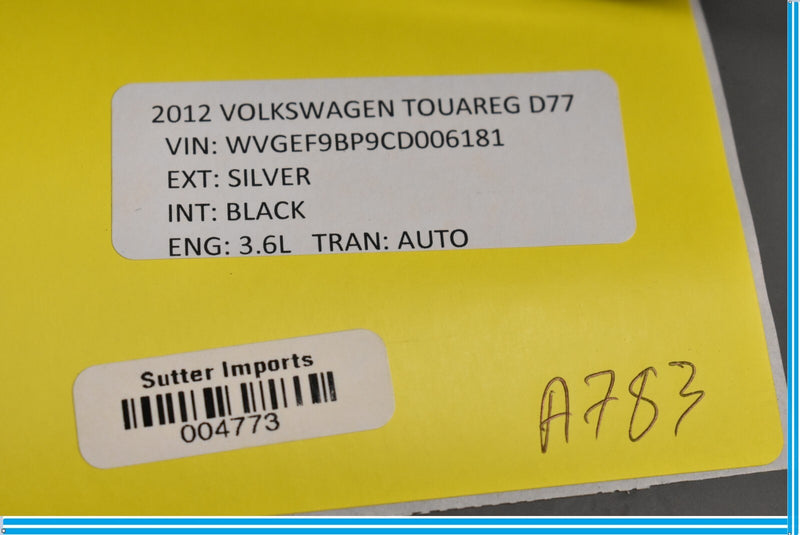 2012 VOLKSWAGEN TOUAREG D77
VIN: WVGEF9BP9CD006181
EXT: SILVER
INT: BLACK
ENG: 3.6L TRAN: AUTO
Sutter Imports
004773
A783